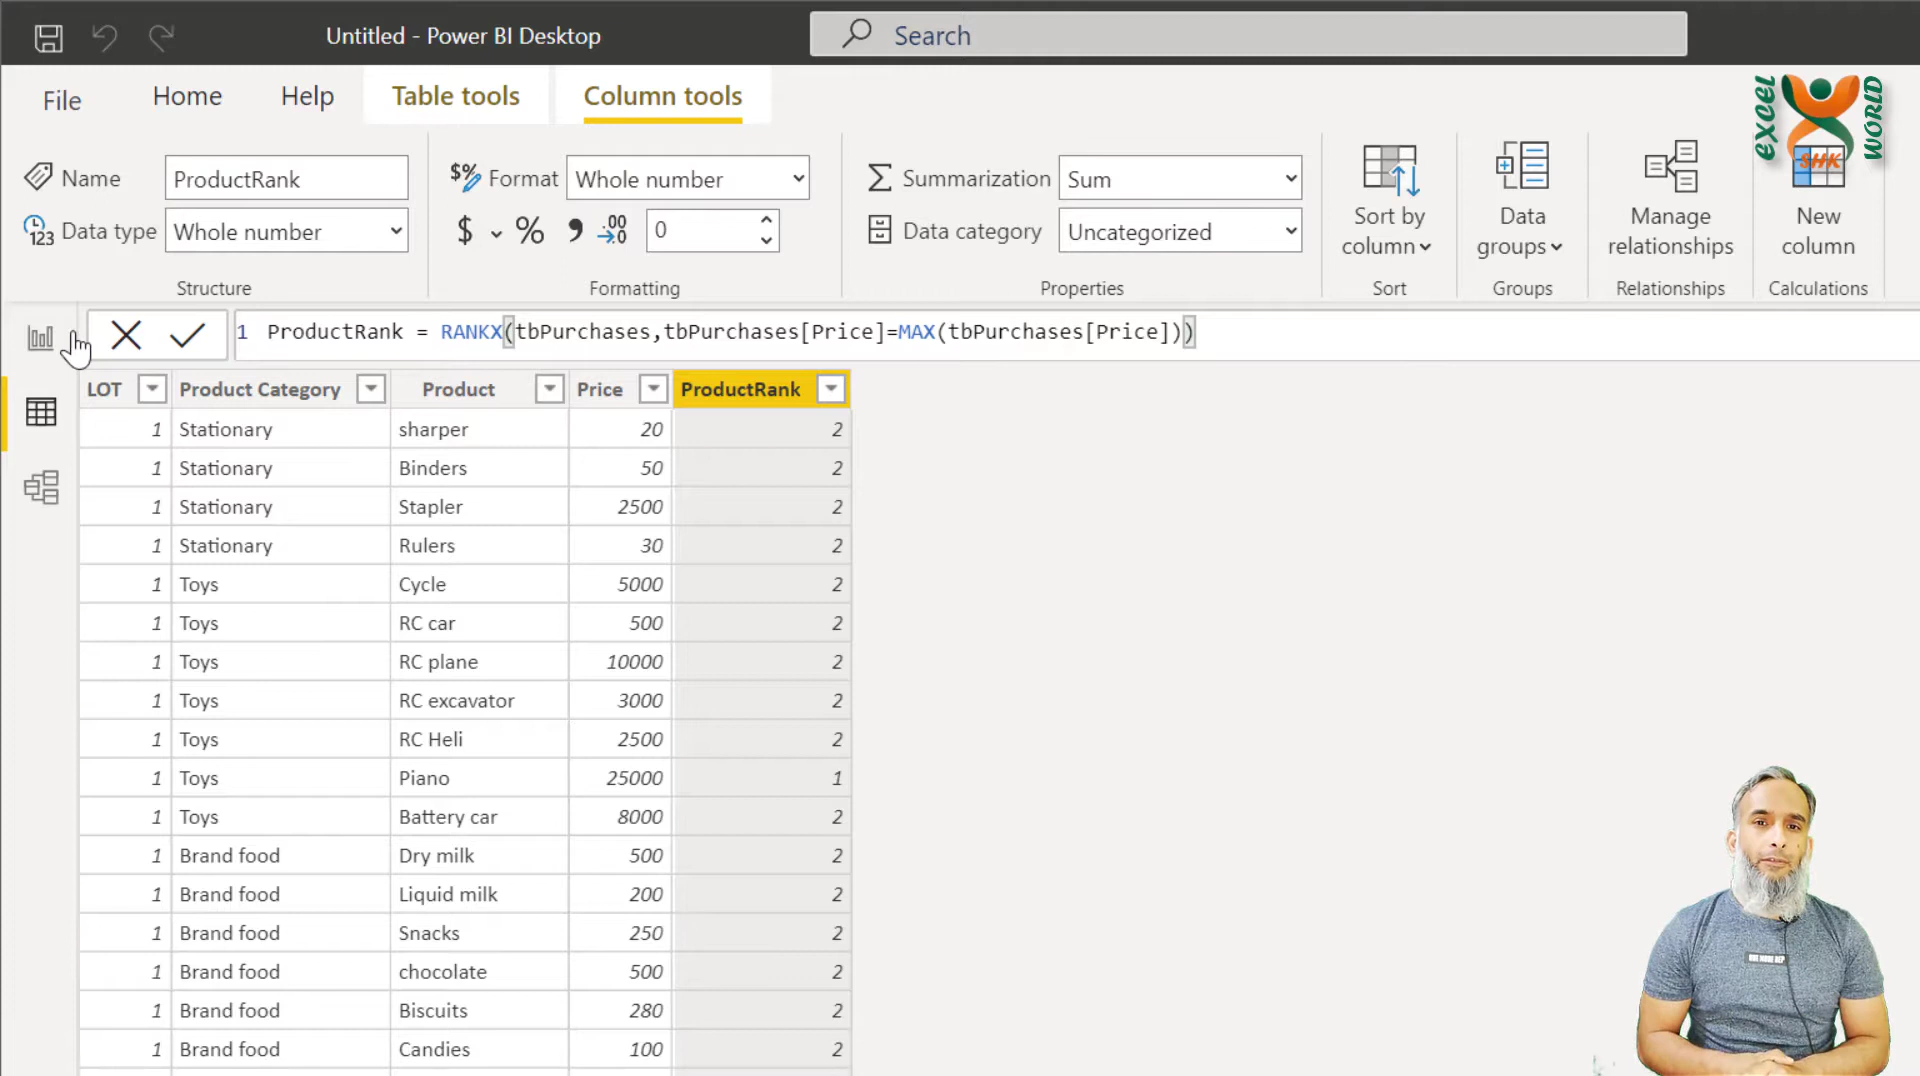 Untitled - Power BI Desktop
Search
File Home Help Table tools Column tools
EXCEL WORLD
SHK
Name ProductRank
Data type Whole number
$% Format Whole number
$ % , .00 0
Summarization Sum
Data category Uncategorized
Sort by column
Data groups
Manage relationships
New column
Structure Formatting Properties Sort Groups Relationships Calculations
1 ProductRank = RANKX(tbPurchases,tbPurchases[Price]=MAX(tbPurchases[Price]))
LOT Product Category Product Price ProductRank
1 Stationary sharper 20 2
1 Stationary Binders 50 2
1 Stationary Stapler 2500 2
1 Stationary Rulers 30 2
1 Toys Cycle 5000 2
1 Toys RC car 500 2
1 Toys RC plane 10000 2
1 Toys RC excavator 3000 2
1 Toys RC Heli 2500 2
1 Toys Piano 25000 1
1 Toys Battery car 8000 2
1 Brand food Dry milk 500 2
1 Brand food Liquid milk 200 2
1 Brand food Snacks 250 2
1 Brand food chocolate 500 2
1 Brand food Biscuits 280 2
1 Brand food Candies 100 2